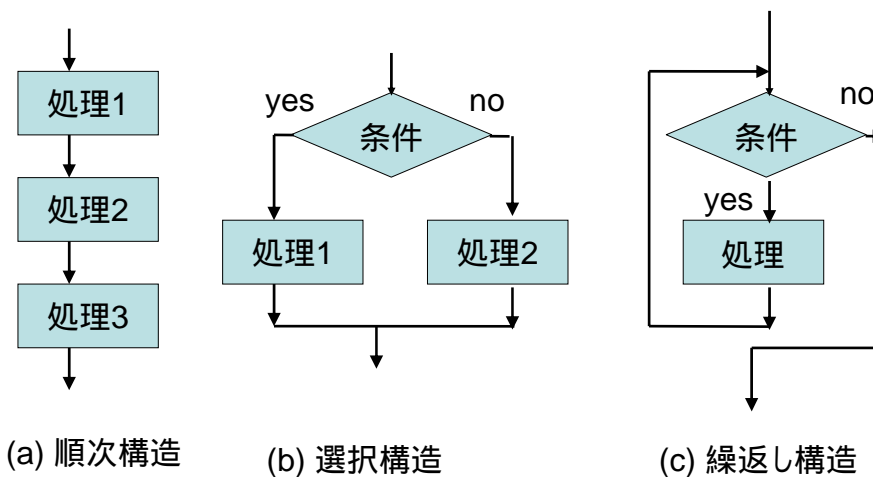 処理1
処理2
処理3
(a) 順次構造
yes
no
条件
処理1
処理2
(b) 選択構造
no
条件
yes
処理
(c) 繰返し構造